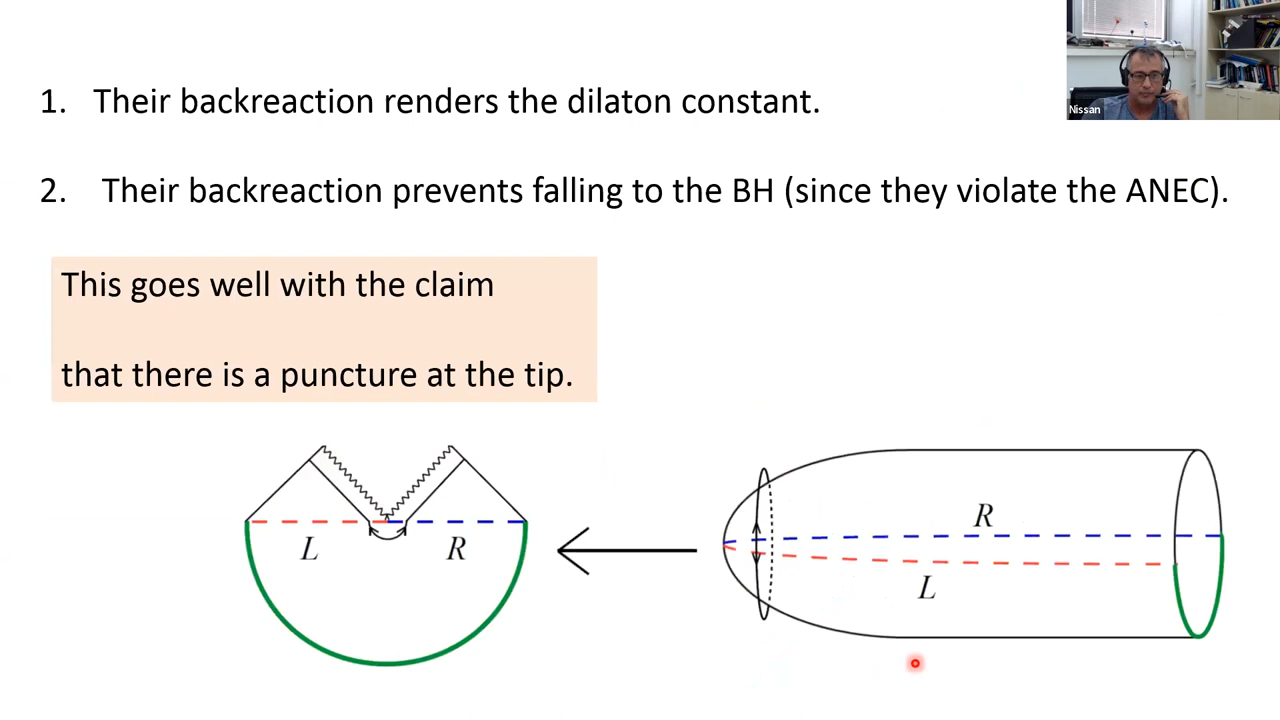 1. Their backreaction renders the dilaton constant.
Nissan
2. Their backreaction prevents falling to the BH (since they violate the ANEC).
This goes well with the claim
that there is a puncture at the tip.
R
L
R
L